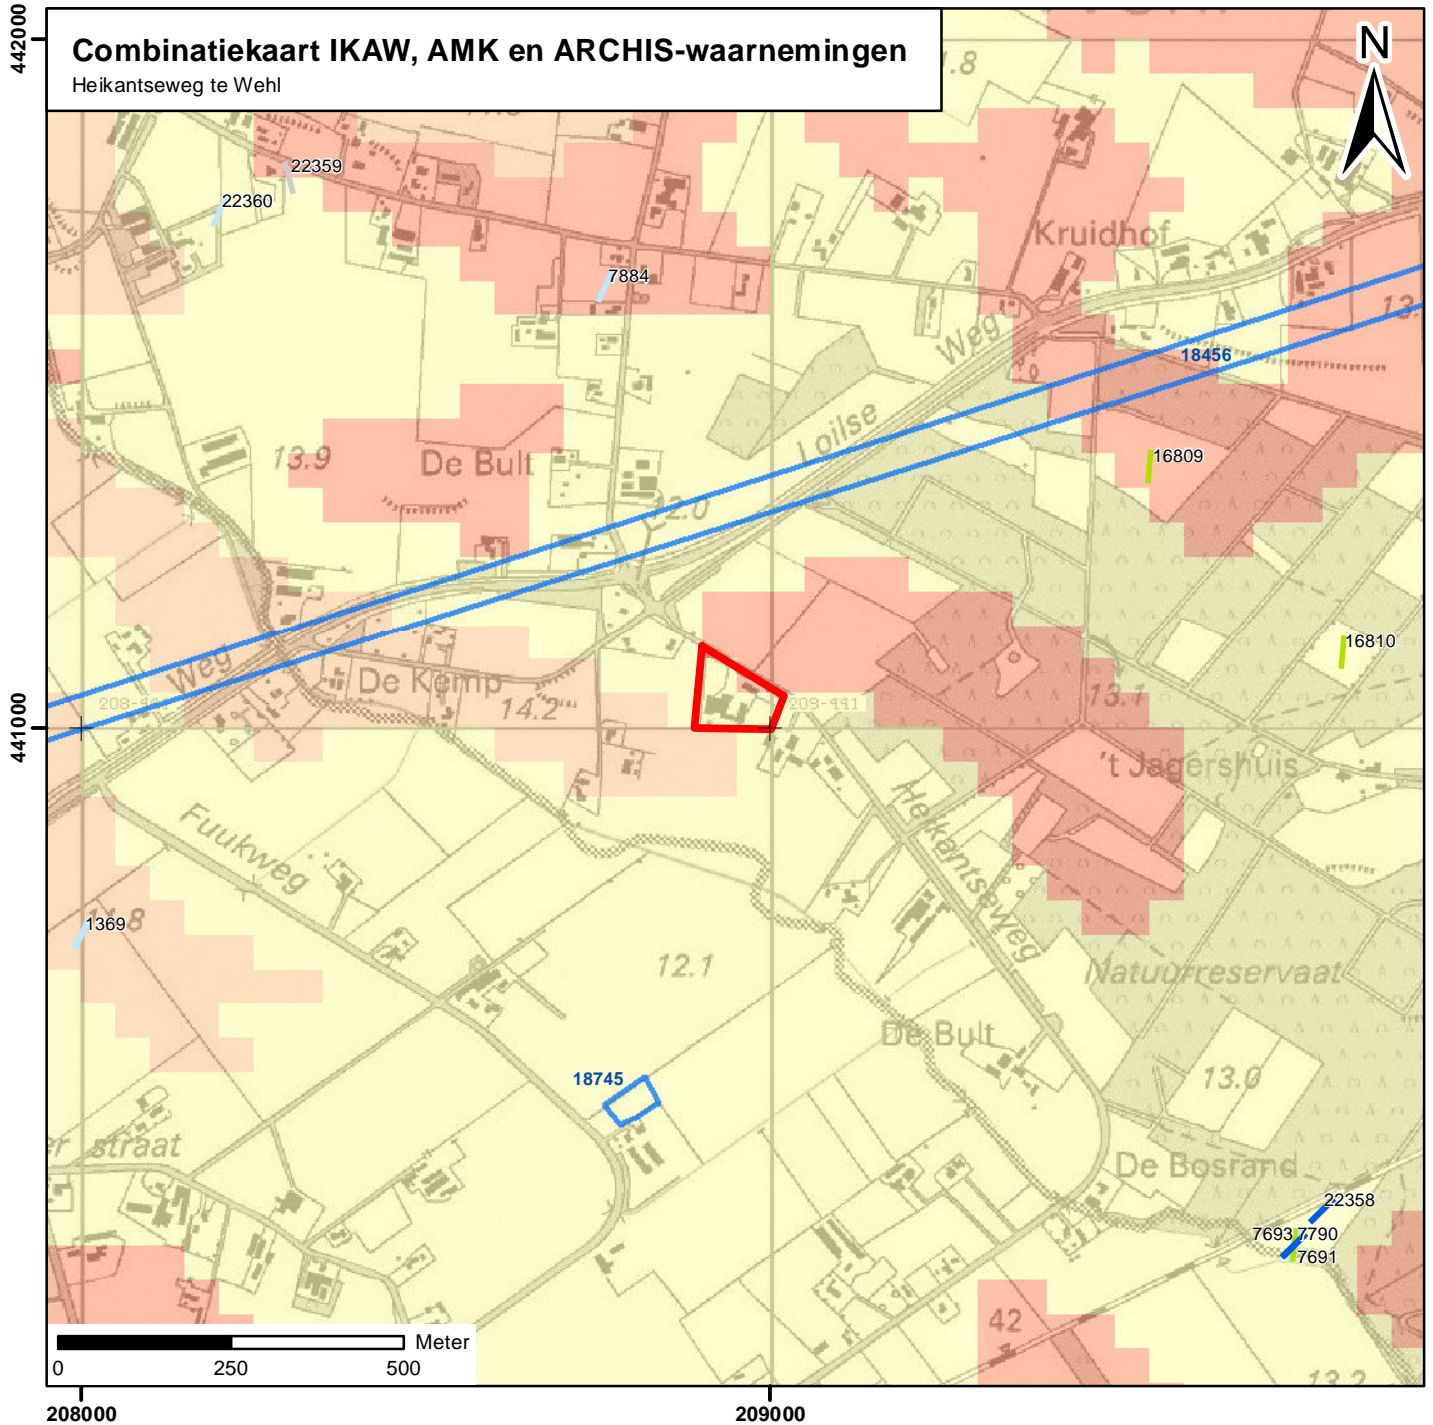 442000
Combinatiekaart IKAW, AMK en ARCHIS-waarnemingen
Heikantseweg te Wehl
N
22359
22360
Kruidhof
7884
18456
Weg
Loilse
13.9
De Bult
16809
12.0
16810
Weg
De Kemp
14.2
208-441
209-441
13.1
441000
't Jagershuis
Fuukweg
Heikantseweg
1369
12.1
Natuurreservaat
De Bult
18745
13.0
straat
De Bosrand
22358
7693
7790
7691
42
Meter
0 250 500
13.2
208000
209000